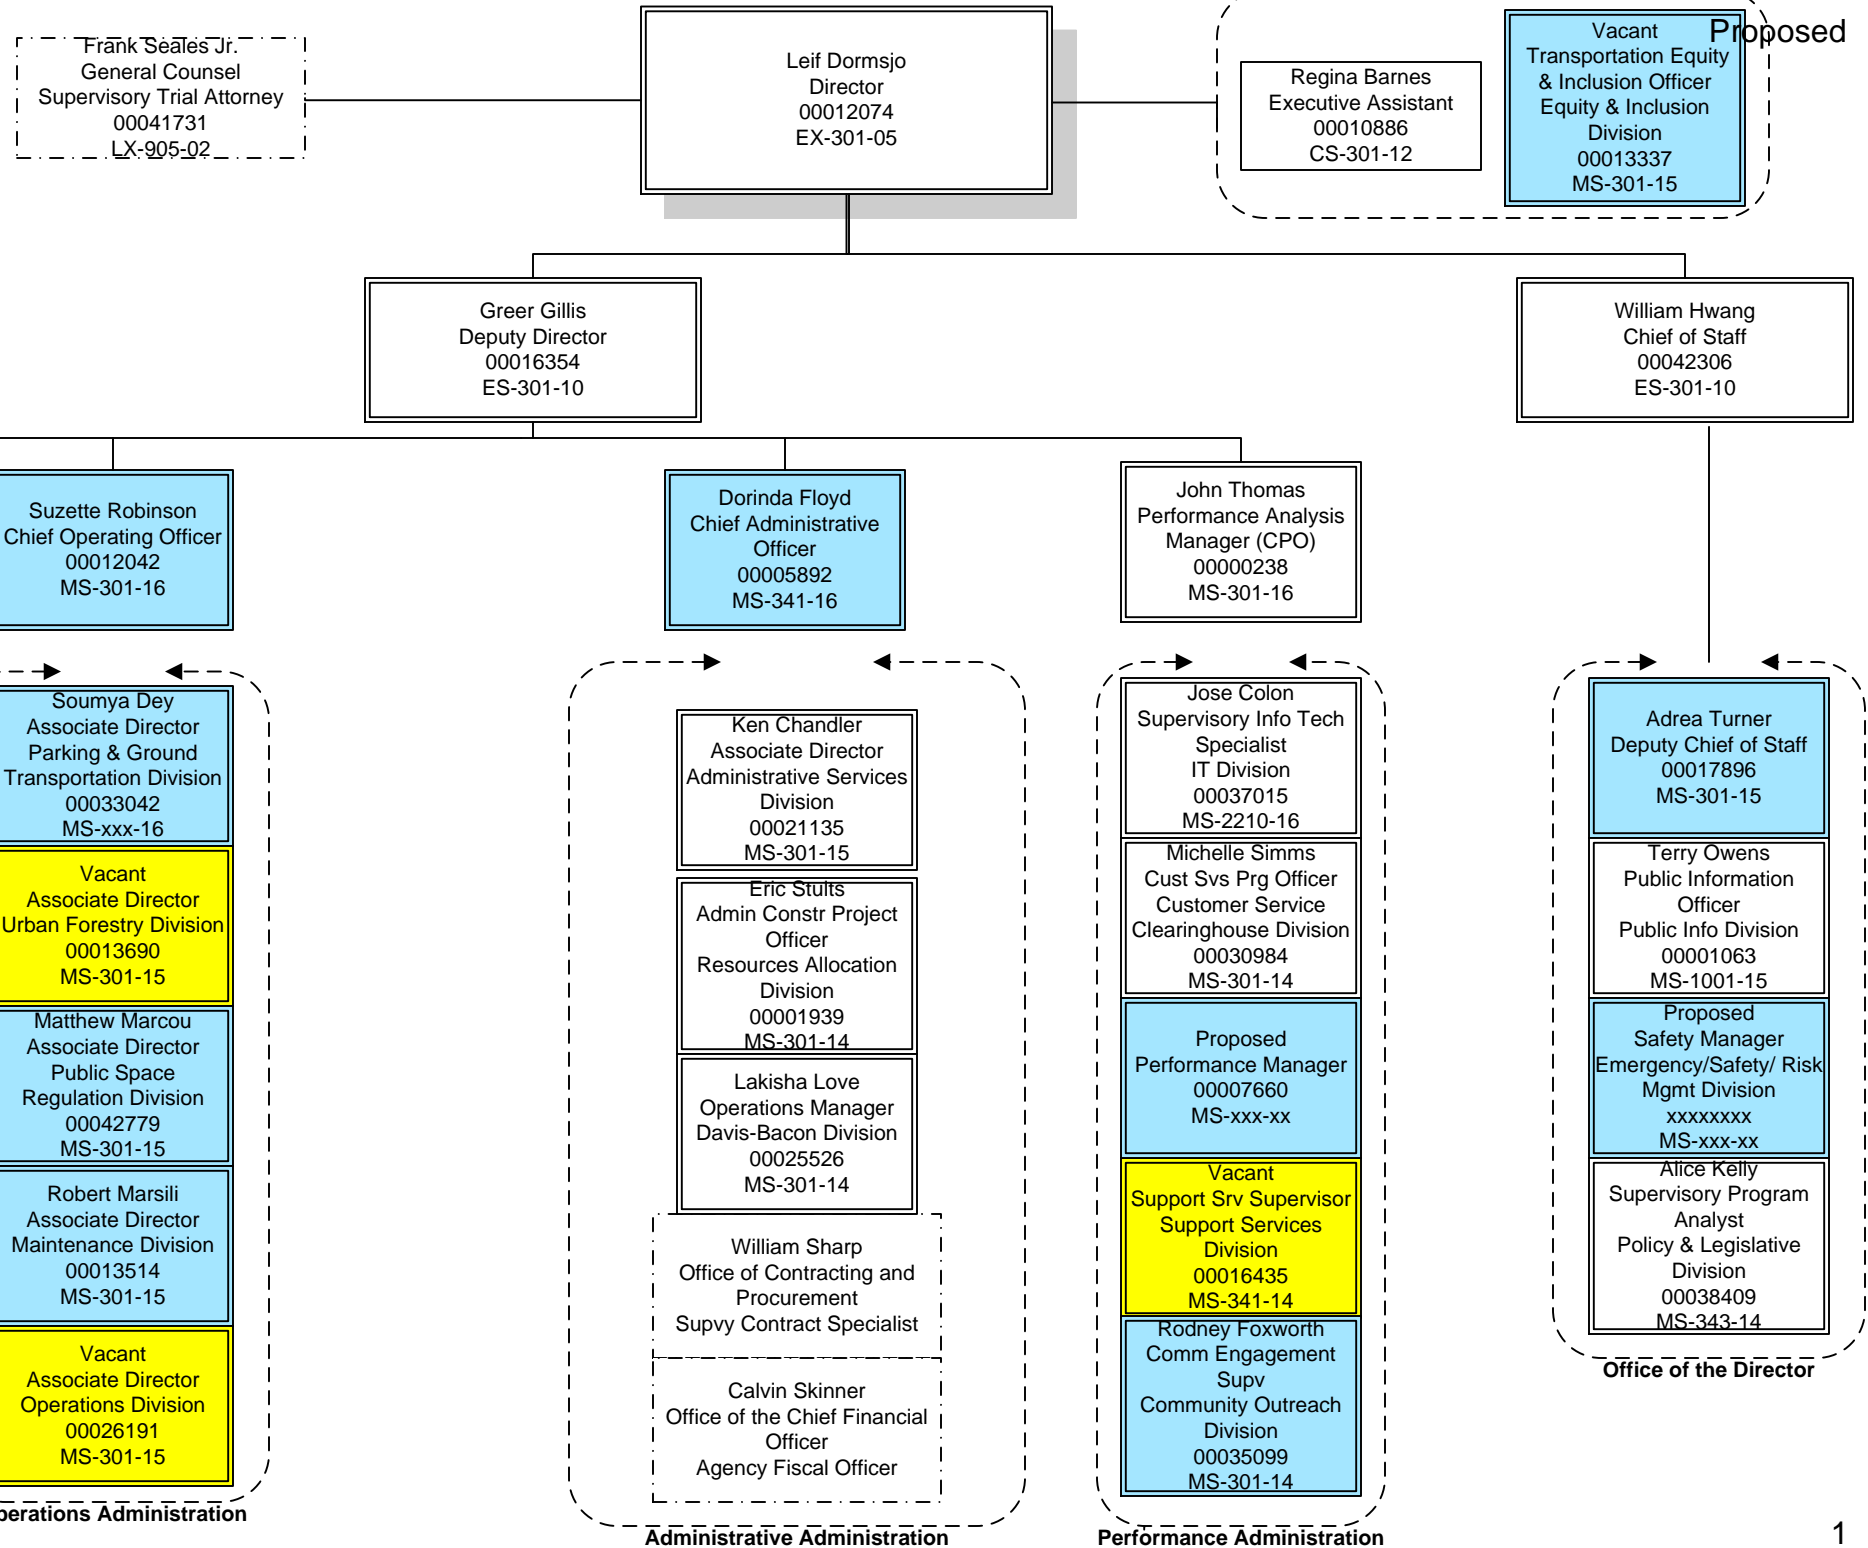 Proposed
Frank Seales Jr.
General Counsel
Supervisory Trial Attorney
00041731
LX-905-02
Leif Dormsjo
Director
00012074
EX-301-05
Regina Barnes
Executive Assistant
00010886
CS-301-12
Vacant
Transportation Equity
& Inclusion Officer
Equity & Inclusion
Division
00013337
MS-301-15
Greer Gillis
Deputy Director
00016354
ES-301-10
William Hwang
Chief of Staff
00042306
ES-301-10
Suzette Robinson
Chief Operating Officer
00012042
MS-301-16
Dorinda Floyd
Chief Administrative
Officer
00005892
MS-341-16
John Thomas
Performance Analysis
Manager (CPO)
00000238
MS-301-16
Soumya Dey
Associate Director
Parking & Ground
Transportation Division
00033042
MS-xxx-16
Vacant
Associate Director
Urban Forestry Division
00013690
MS-301-15
Matthew Marcou
Associate Director
Public Space
Regulation Division
00042779
MS-301-15
Robert Marsili
Associate Director
Maintenance Division
00013514
MS-301-15
Vacant
Associate Director
Operations Division
00026191
MS-301-15
perations Administration
Ken Chandler
Associate Director
Administrative Services
Division
00021135
MS-301-15
Eric Stults
Admin Constr Project
Officer
Resources Allocation
Division
00001939
MS-301-14
Lakisha Love
Operations Manager
Davis-Bacon Division
00025526
MS-301-14
William Sharp
Office of Contracting and
Procurement
Supvy Contract Specialist
Calvin Skinner
Office of the Chief Financial
Officer
Agency Fiscal Officer
Administrative Administration
Jose Colon
Supervisory Info Tech
Specialist
IT Division
00037015
MS-2210-16
Michelle Simms
Cust Svs Prg Officer
Customer Service
Clearinghouse Division
00030984
MS-301-14
Proposed
Performance Manager
00007660
MS-xxx-xx
Vacant
Support Srv Supervisor
Support Services
Division
00016435
MS-341-14
Rodney Foxworth
Comm Engagement
Supv
Community Outreach
Division
00035099
MS-301-14
Performance Administration
Adrea Turner
Deputy Chief of Staff
00017896
MS-301-15
Terry Owens
Public Information
Officer
Public Info Division
00001063
MS-1001-15
Proposed
Safety Manager
Emergency/Safety/ Risk
Mgmt Division
xxxxxxxx
MS-xxx-xx
Alice Kelly
Supervisory Program
Analyst
Policy & Legislative
Division
00038409
MS-343-14
Office of the Director
1